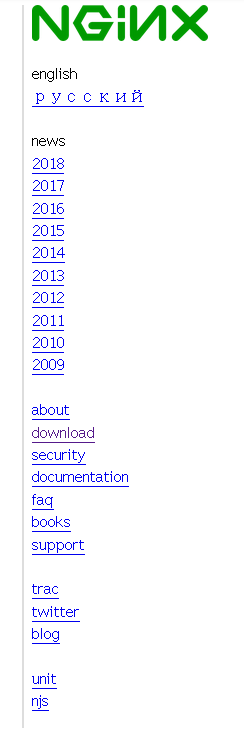 NGINX
english
русский
news
2018
2017
2016
2015
2014
2013
2012
2011
2010
2009
about
download
security
documentation
faq
books
support
trac
twitter
blog
unit
njs